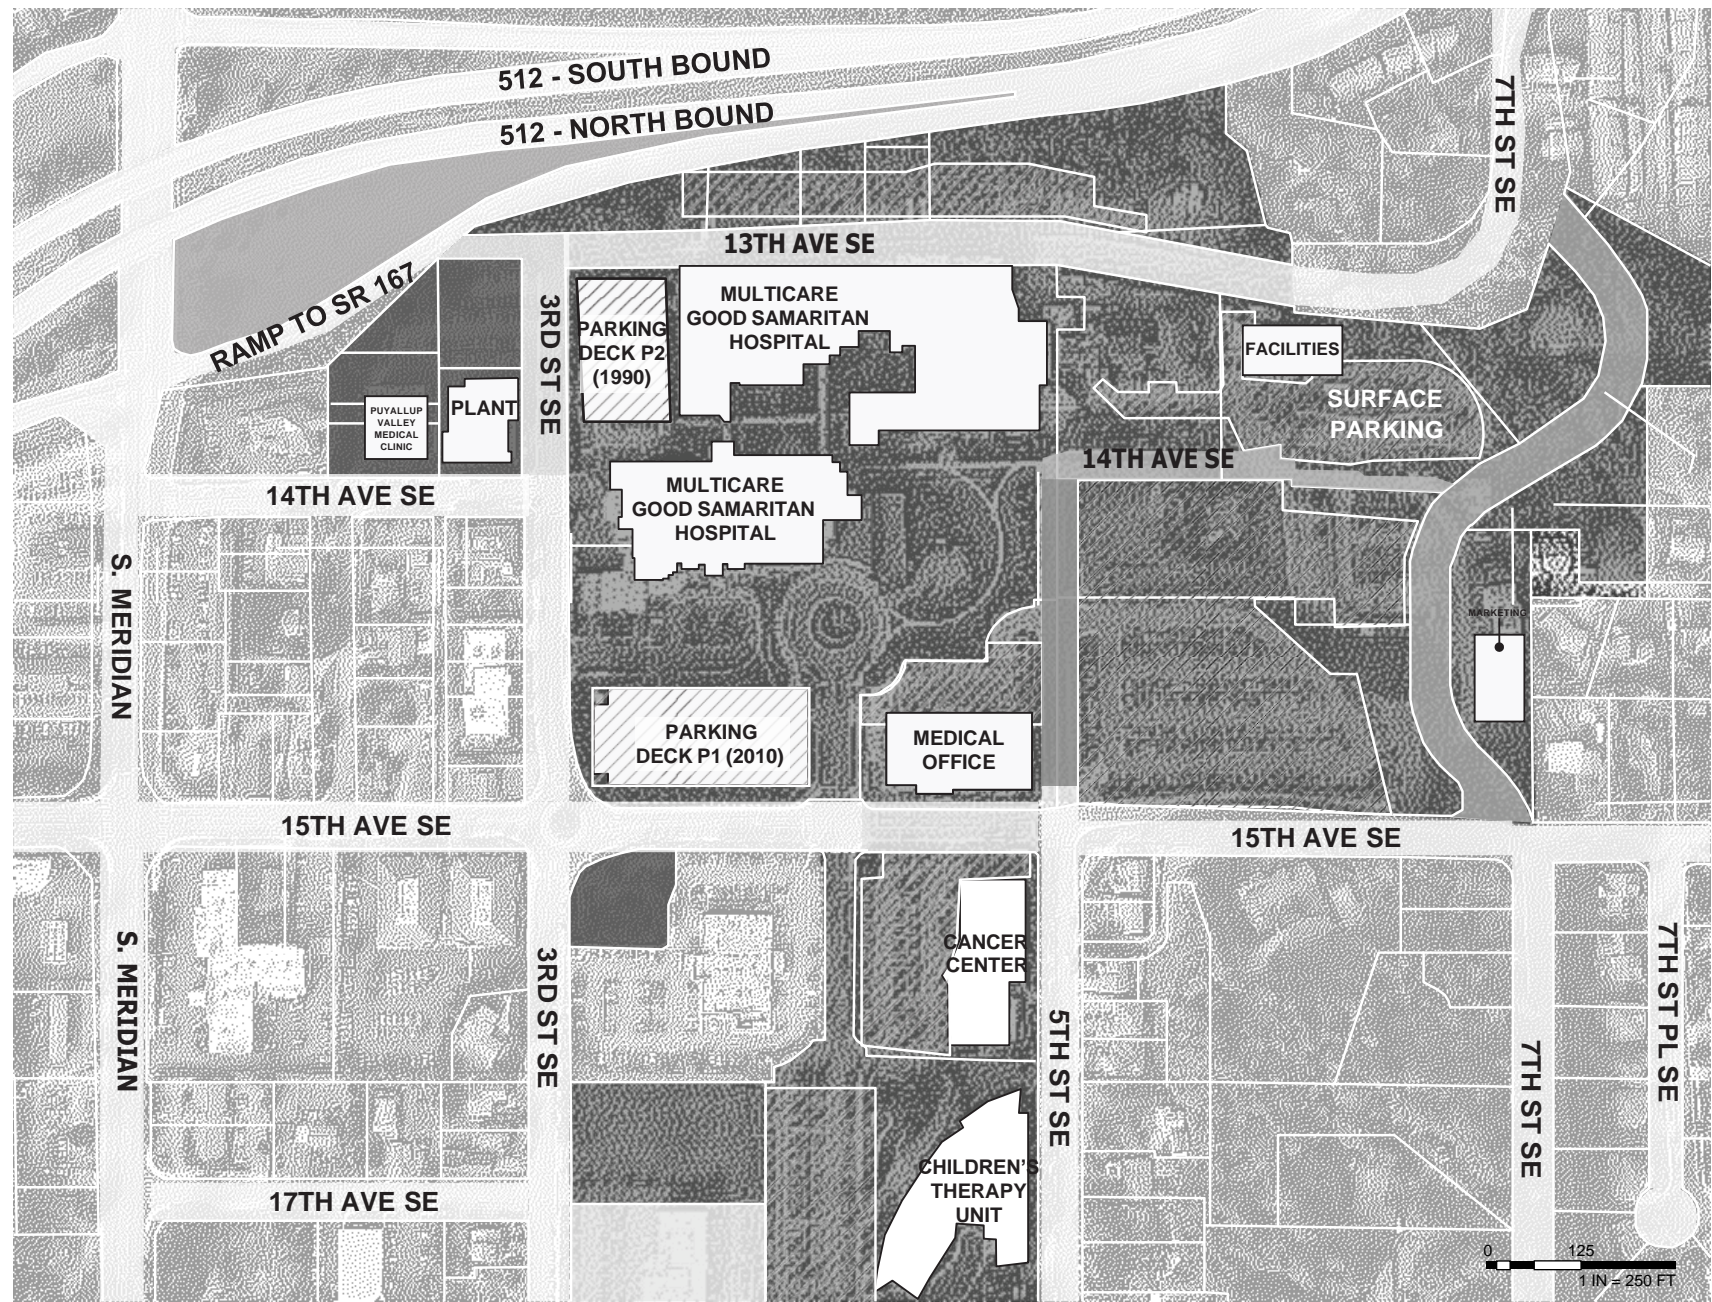 512 - SOUTH BOUND
512 - NORTH BOUND
7TH ST SE
13TH AVE SE
RAMP TO SR 167
3RD ST SE
PARKING
DECK P2
(1990)
MULTICARE
GOOD SAMARITAN
HOSPITAL
FACILITIES
SURFACE
PARKING
PUYALLUP
VALLEY
MEDICAL
CLINIC
PLANT
14TH AVE SE
14TH AVE SE
MULTICARE
GOOD SAMARITAN
HOSPITAL
S. MERIDIAN
MARKETING
PARKING
DECK P1 (2010)
MEDICAL
OFFICE
15TH AVE SE
15TH AVE SE
S. MERIDIAN
3RD ST SE
CANCER
CENTER
5TH ST SE
7TH ST SE
7TH ST PL SE
CHILDREN'S
THERAPY
UNIT
17TH AVE SE
0 125
1 IN = 250 FT